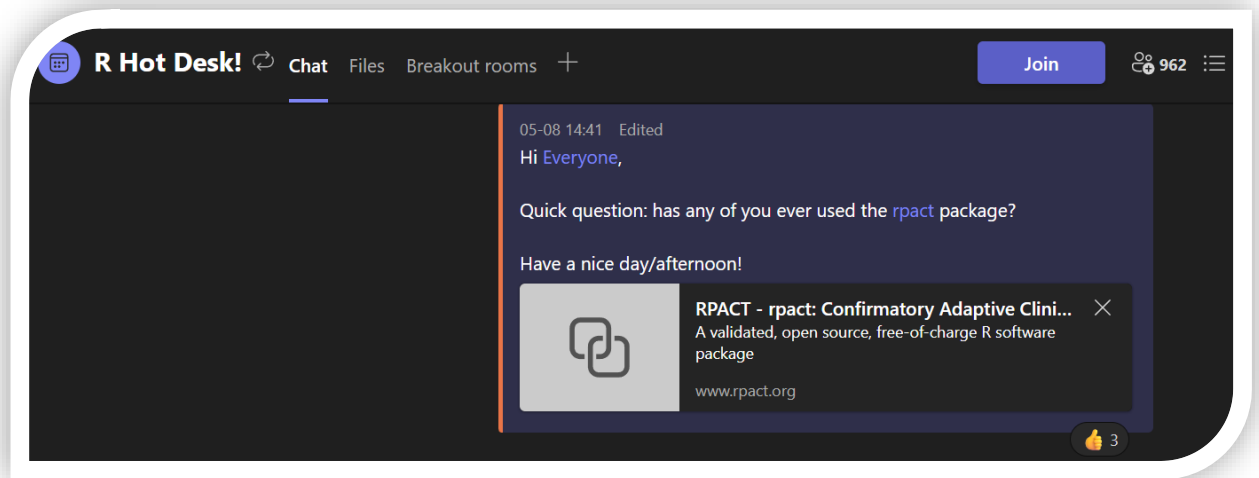 R Hot Desk! Chat Files Breakout rooms Join 962
05-08 14:41 Edited
Hi Everyone,
Quick question: has any of you ever used the rpact package?
Have a nice day/afternoon!
RPACT - rpact: Confirmatory Adaptive Clini...
A validated, open source, free-of-charge R software
package
www.rpact.org
3